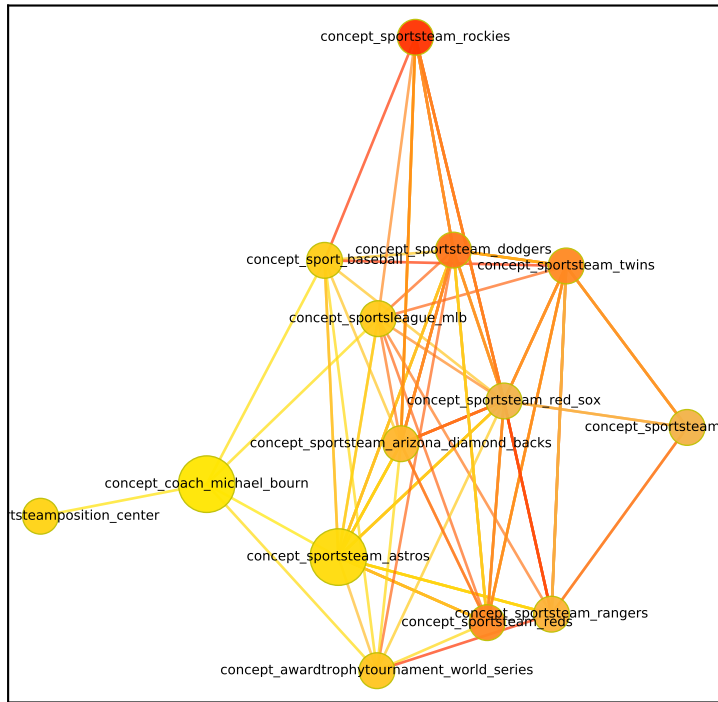 concept_sportsteam_rockies
concept_sportsteam_dodgers
concept_sport_baseball
concept_sportsteam_twins
concept_sportsleague_mlb
concept_sportsteam_red_sox
concept_sportsteam
concept_sportsteam_arizona_diamond_backs
concept_coach_michael_bourn
rtsteamposition_center
concept_sportsteam_astros
concept_sportsteam_rangers
concept_sportsteam_reds
concept_awardtrophytournament_world_series